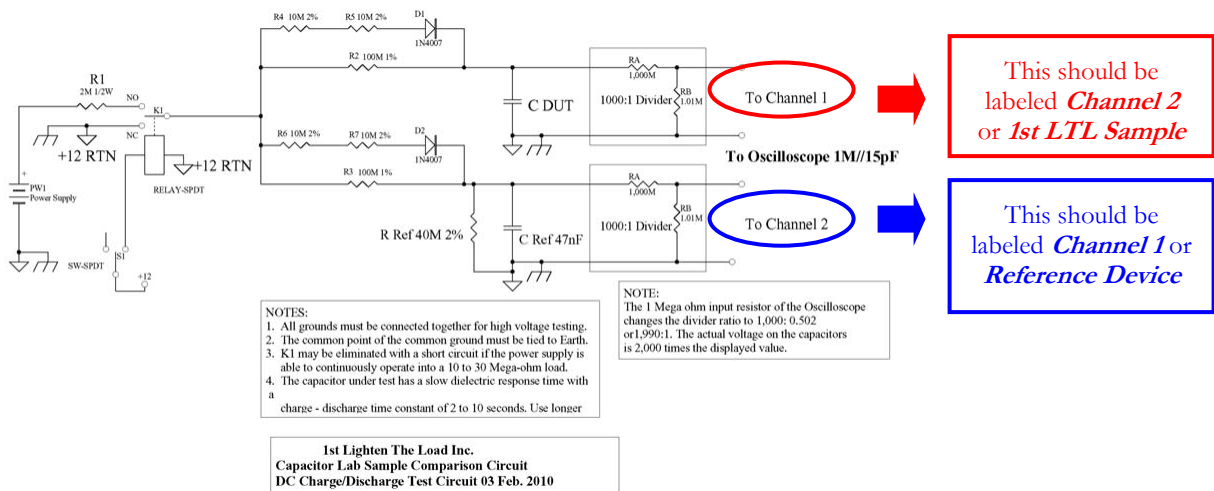 R4 10M 2%
R5 10M 2%
D1
1N4007
R2 100M 1%
R1
2M 1/2W
NO
K1
NC
+12 RTN
+12 RTN
RELAY-SPDT
+
PW1
Power Supply
SW-SPDT
S1
+12
R6 10M 2%
R7 10M 2%
D2
1N4007
R3 100M 1%
C DUT
R Ref 40M 2%
C Ref 47nF
RA
1,000M
RB
1.01M
1000:1 Divider
To Channel 1
To Oscilloscope 1M//15pF
RA
1,000M
RB
1.01M
1000:1 Divider
To Channel 2
This should be
labeled Channel 2
or 1st LTL Sample
This should be
labeled Channel 1 or
Reference Device
NOTES:
1. All grounds must be connected together for high voltage testing.
2. The common point of the common ground must be tied to Earth.
3. K1 may be eliminated with a short circuit if the power supply is
able to continuously operate into a 10 to 30 Mega-ohm load.
4. The capacitor under test has a slow dielectric response time with
a
charge - discharge time constant of 2 to 10 seconds. Use longer
NOTE:
The 1 Mega ohm input resistor of the Oscilloscope
changes the divider ratio to 1,000: 0.502
or1,990:1. The actual voltage on the capacitors
is 2,000 times the displayed value.
1st Lighten The Load Inc.
Capacitor Lab Sample Comparison Circuit
DC Charge/Discharge Test Circuit 03 Feb. 2010